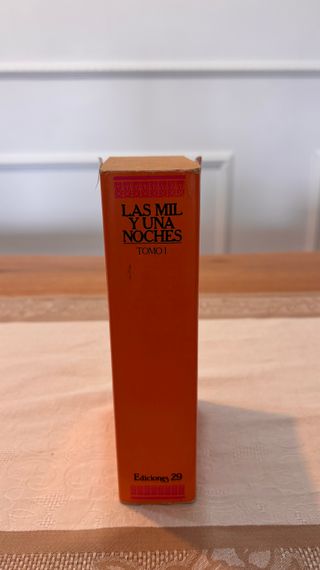 LAS MIL
Y UNA
NOCHES
TOMO I
Ediciones 29